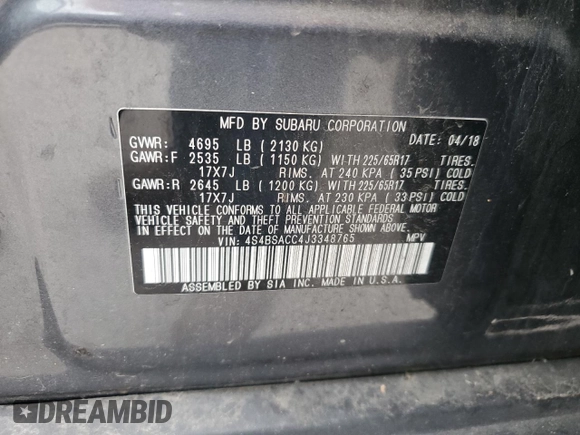 MFD BY SUBARU CORPORATION
GVWR: 4695 LB ( 2130 KG) DATE: 04/18
GAWR:F 2535 LB ( 1150 KG) WITH 225/65R17 TIRES.
17X7J RIMS. AT 240 KPA ( 35 PSI) COLD
GAWR:R 2645 LB ( 1200 KG) WITH 225/65R17 TIRES.
17X7J RIMS. AT 230 KPA ( 33 PSI) COLD
THIS VEHICLE CONFORMS TO ALL APPLICABLE FEDERAL MOTOR
VEHICLE SAFETY AND THEFT PREVENTION STANDARDS
IN EFFECT ON THE DATE OF MANUFACTURE SHOWN ABOVE.
VIN: 4S4BSACC4J3348765 MPV
ASSEMBLED BY SIA INC. MADE IN U.S.A.
DREAMBID